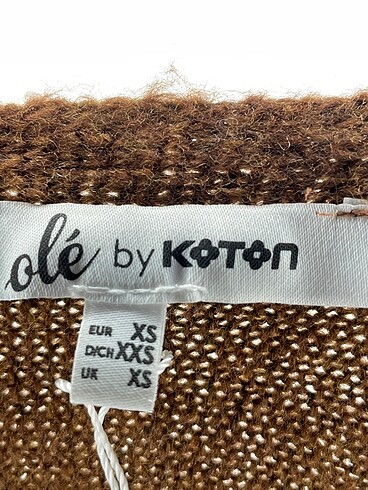 olé by KOTON
EUR XS
D/CH XXS
UK XS